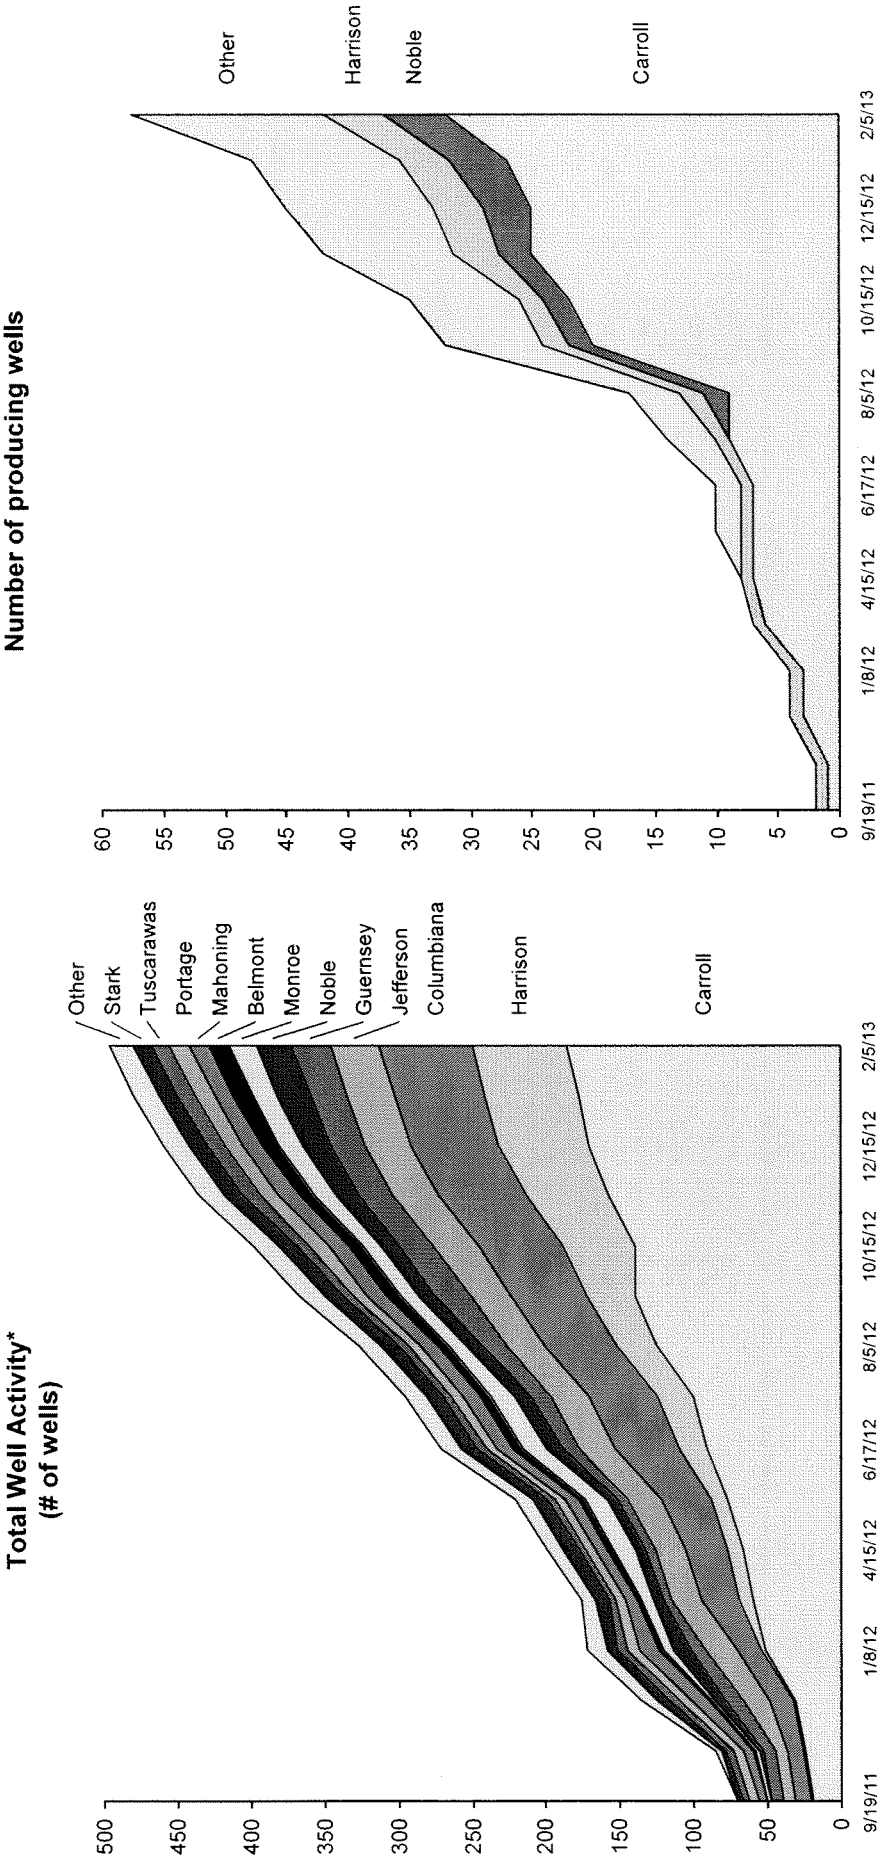 Total Well Activity*
(# of wells)
500
450
400
350
300
250
200
150
100
50
0
9/19/11
1/8/12
4/15/12
6/17/12
8/5/12
10/15/12
12/15/12
2/5/13
Other
Stark
Tuscarawas
Portage
Mahoning
Belmont
Monroe
Noble
Guernsey
Jefferson
Columbiana
Harrison
Carroll
Number of producing wells
60
55
50
45
40
35
30
25
20
15
10
5
0
9/19/11
1/8/12
4/15/12
6/17/12
8/5/12
10/15/12
12/15/12
2/5/13
Other
Harrison
Noble
Carroll